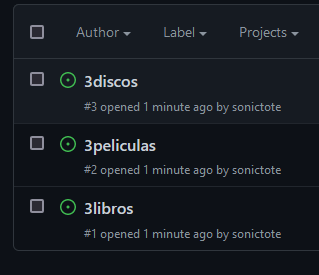 Author Label Projects
3discos
#3 opened 1 minute ago by sonictote
3peliculas
#2 opened 1 minute ago by sonictote
3libros
#1 opened 1 minute ago by sonictote